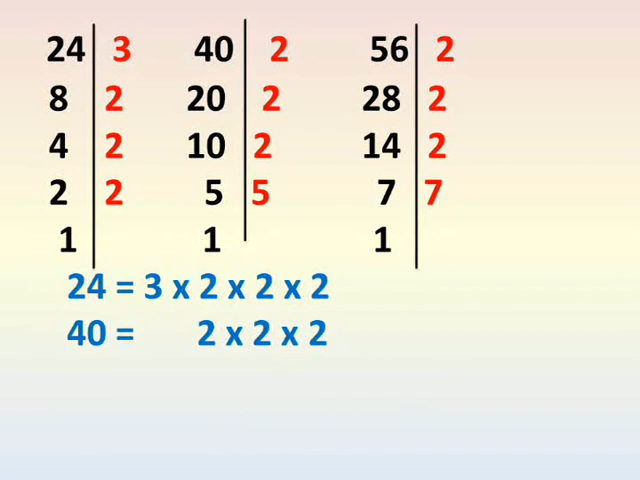 24 3 40 2 56 2
8 2 20 2 28 2
4 2 10 2 14 2
2 2 5 5 7 7
1 1 1
24 = 3 x 2 x 2 x 2
40 = 2 x 2 x 2